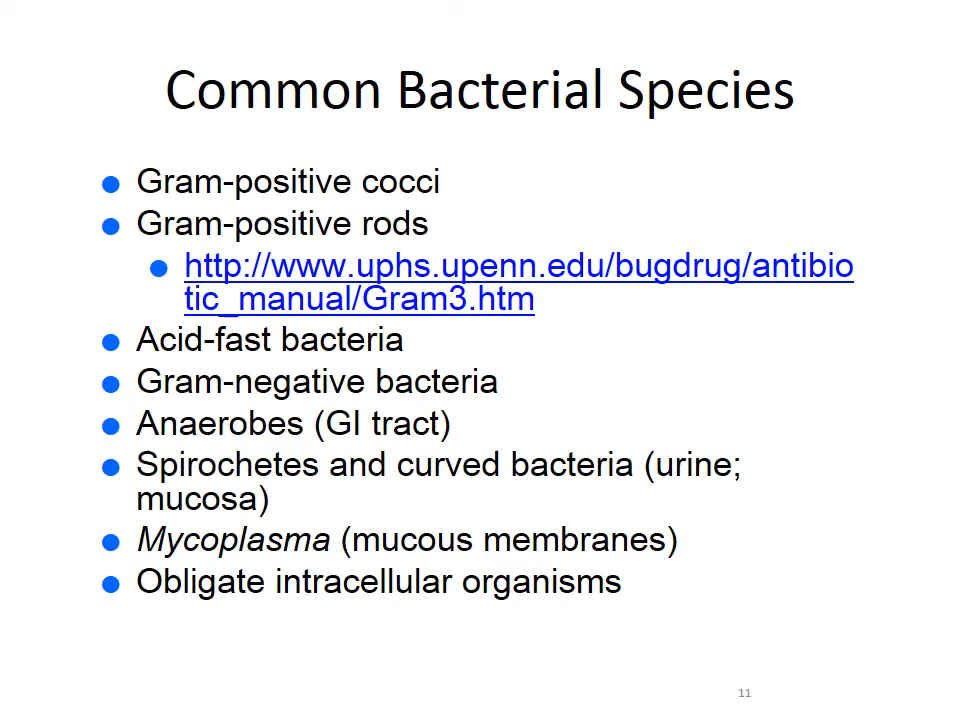 Common Bacterial Species
Gram-positive cocci
Gram-positive rods
http://www.uphs.upenn.edu/bugdrug/antibio
tic_manual/Gram3.htm
Acid-fast bacteria
Gram-negative bacteria
Anaerobes (GI tract)
Spirochetes and curved bacteria (urine;
mucosa)
Mycoplasma (mucous membranes)
Obligate intracellular organisms
11